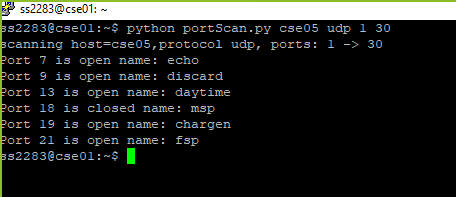 ss2283@cse01: ~
ss2283@cse01:~$ python portScan.py cse05 udp 1 30
scanning host=cse05,protocol udp, ports: 1 -> 30
Port 7 is open name: echo
Port 9 is open name: discard
Port 13 is open name: daytime
Port 18 is closed name: msp
Port 19 is open name: chargen
Port 21 is open name: fsp
ss2283@cse01:~$